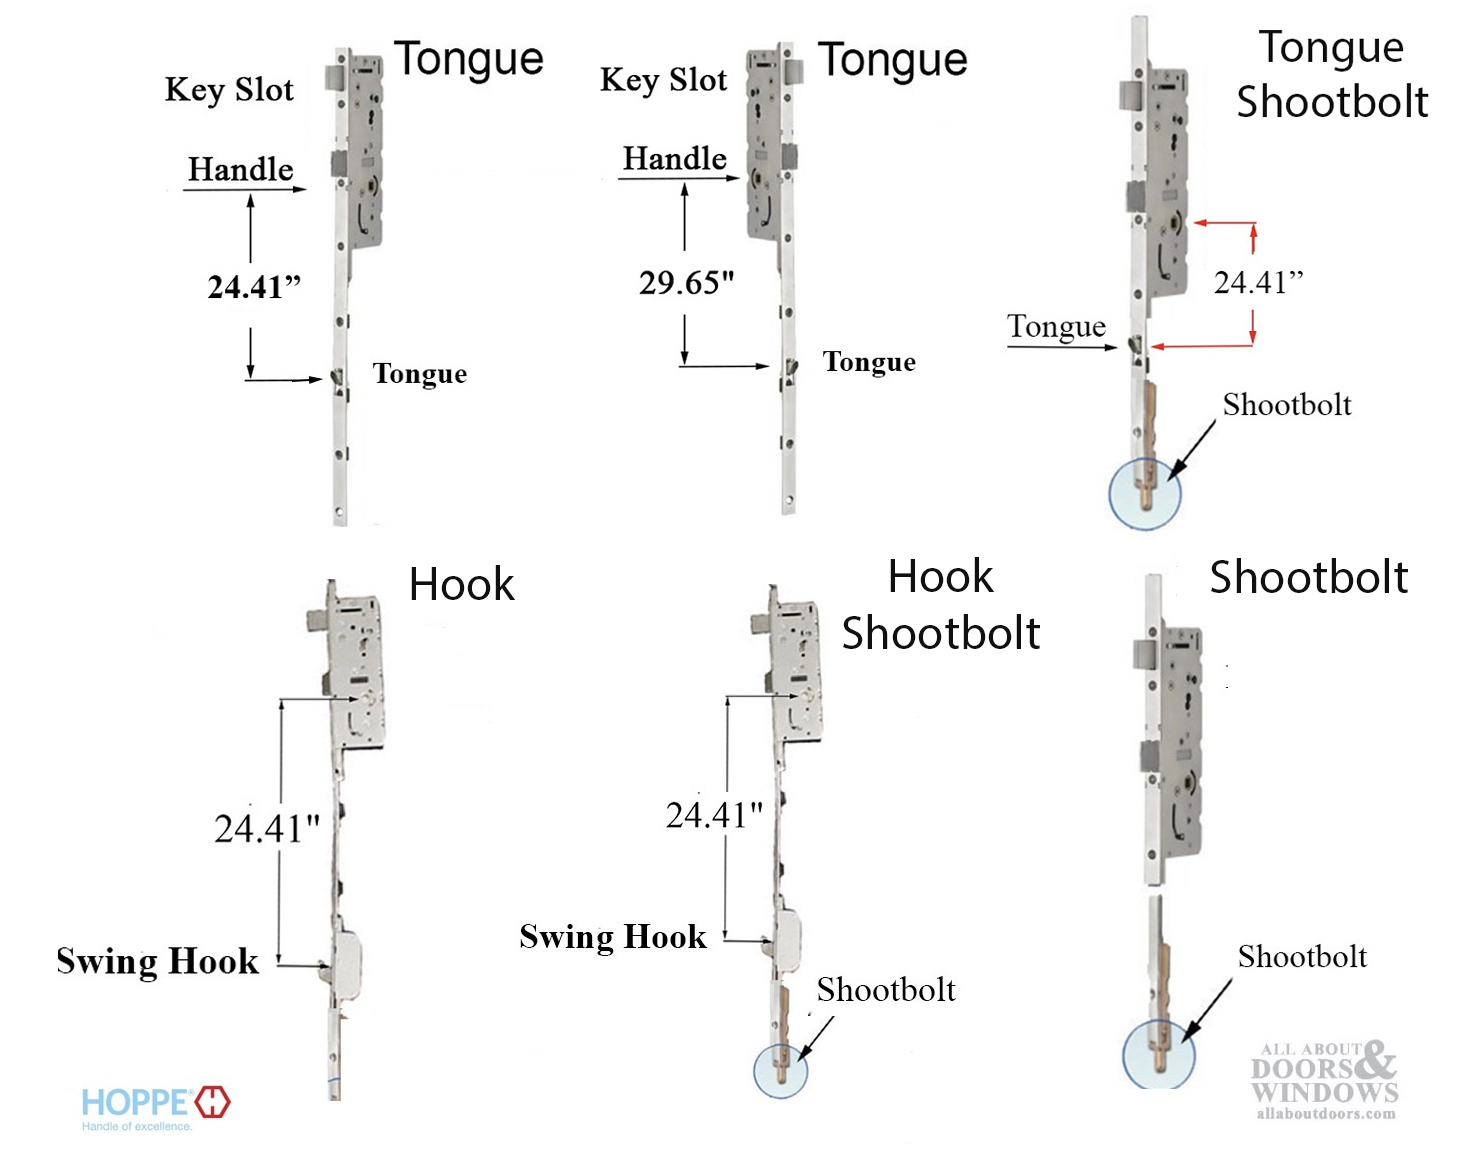 Tongue
Key Slot
Handle
24.41”
Tongue
Tongue
Key Slot
Handle
29.65"
Tongue
Tongue
Shootbolt
24.41”
Tongue
Shootbolt
Hook
24.41"
Swing Hook
Hook
Shootbolt
24.41"
Swing Hook
Shootbolt
Shootbolt
Shootbolt
HOPPE®
Handle of excellence.
ALL ABOUT
DOORS &
WINDOWS
allaboutdoors.com